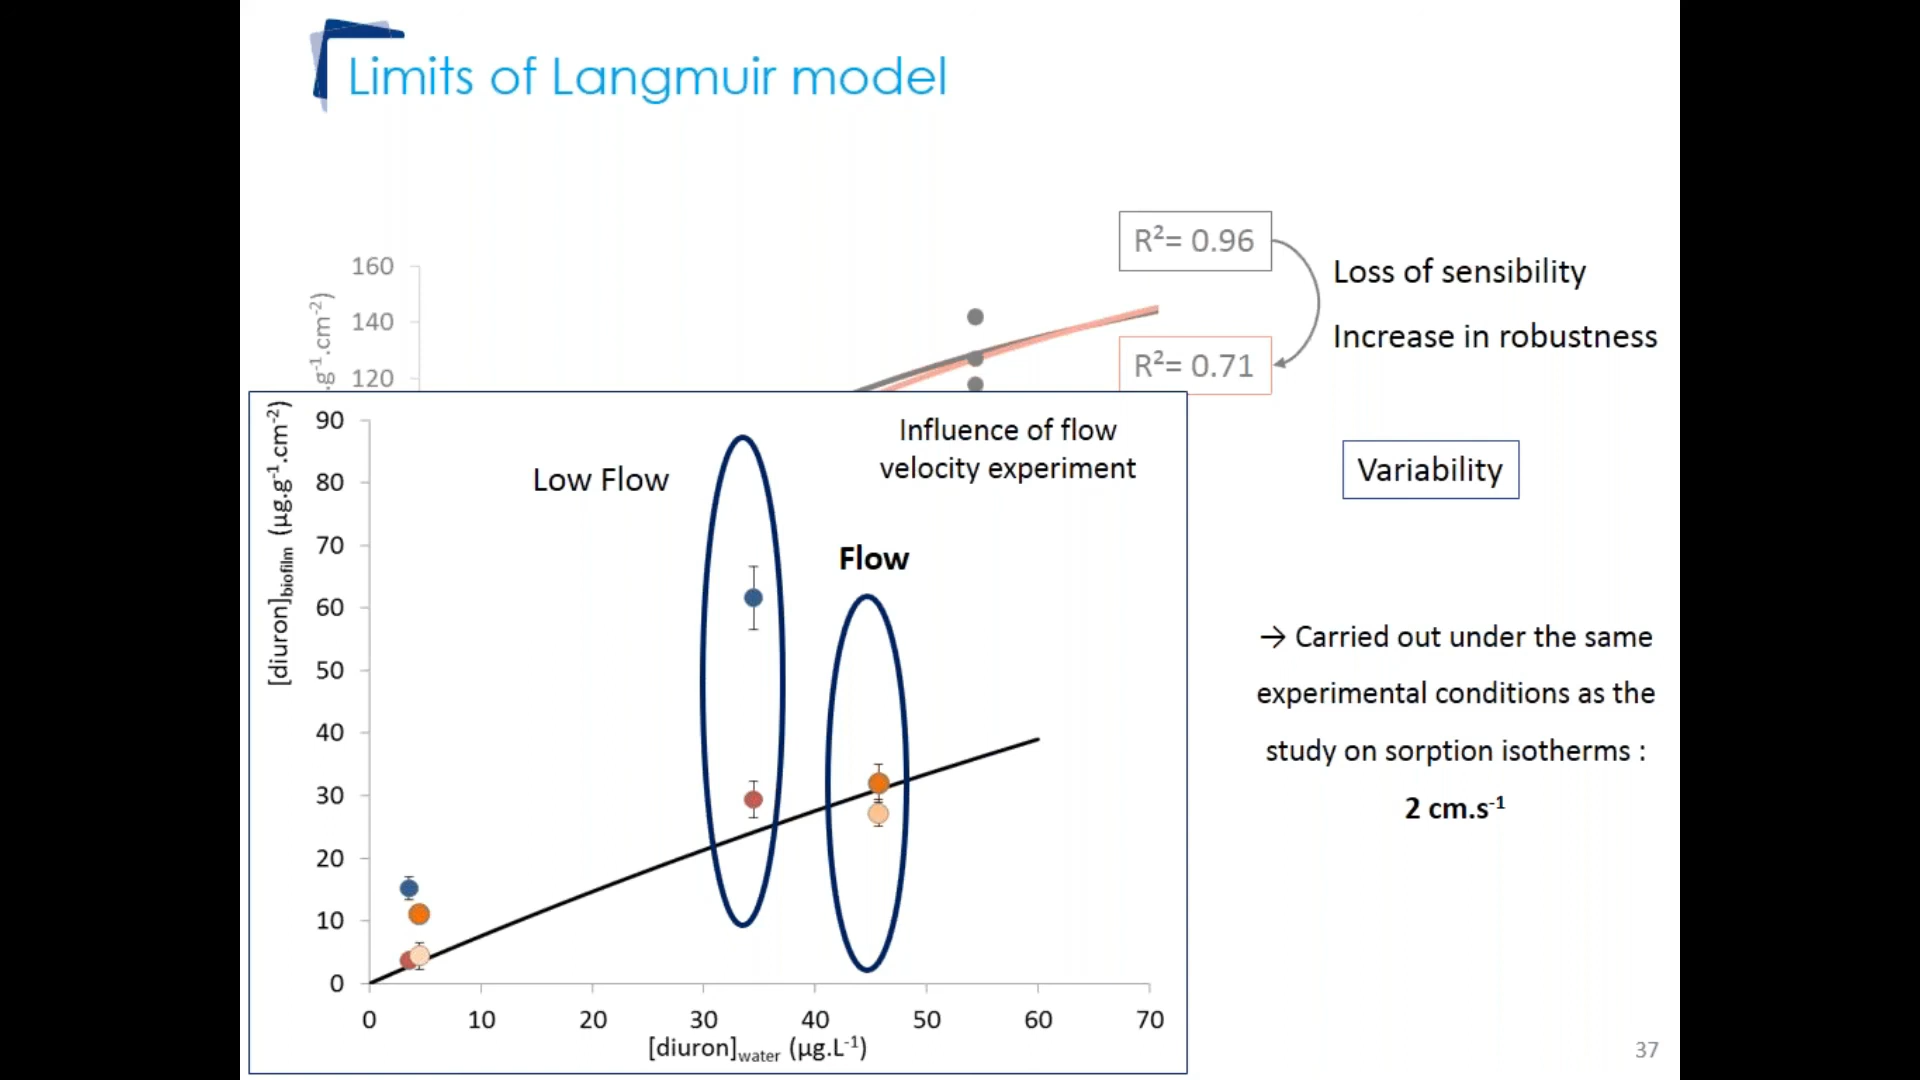 Limits of Langmuir model
R²= 0.96
Loss of sensibility
Increase in robustness
R²= 0.71
160
140
120
.g⁻¹.cm⁻²)
Variability
Influence of flow
velocity experiment
Low Flow
Flow
[diuron]biofilm (µg.g⁻¹.cm⁻²)
90
80
70
60
50
40
30
20
10
0
0 10 20 30 40 50 60 70
[diuron]water (µg.L⁻¹)
→ Carried out under the same
experimental conditions as the
study on sorption isotherms :
2 cm.s⁻¹
37